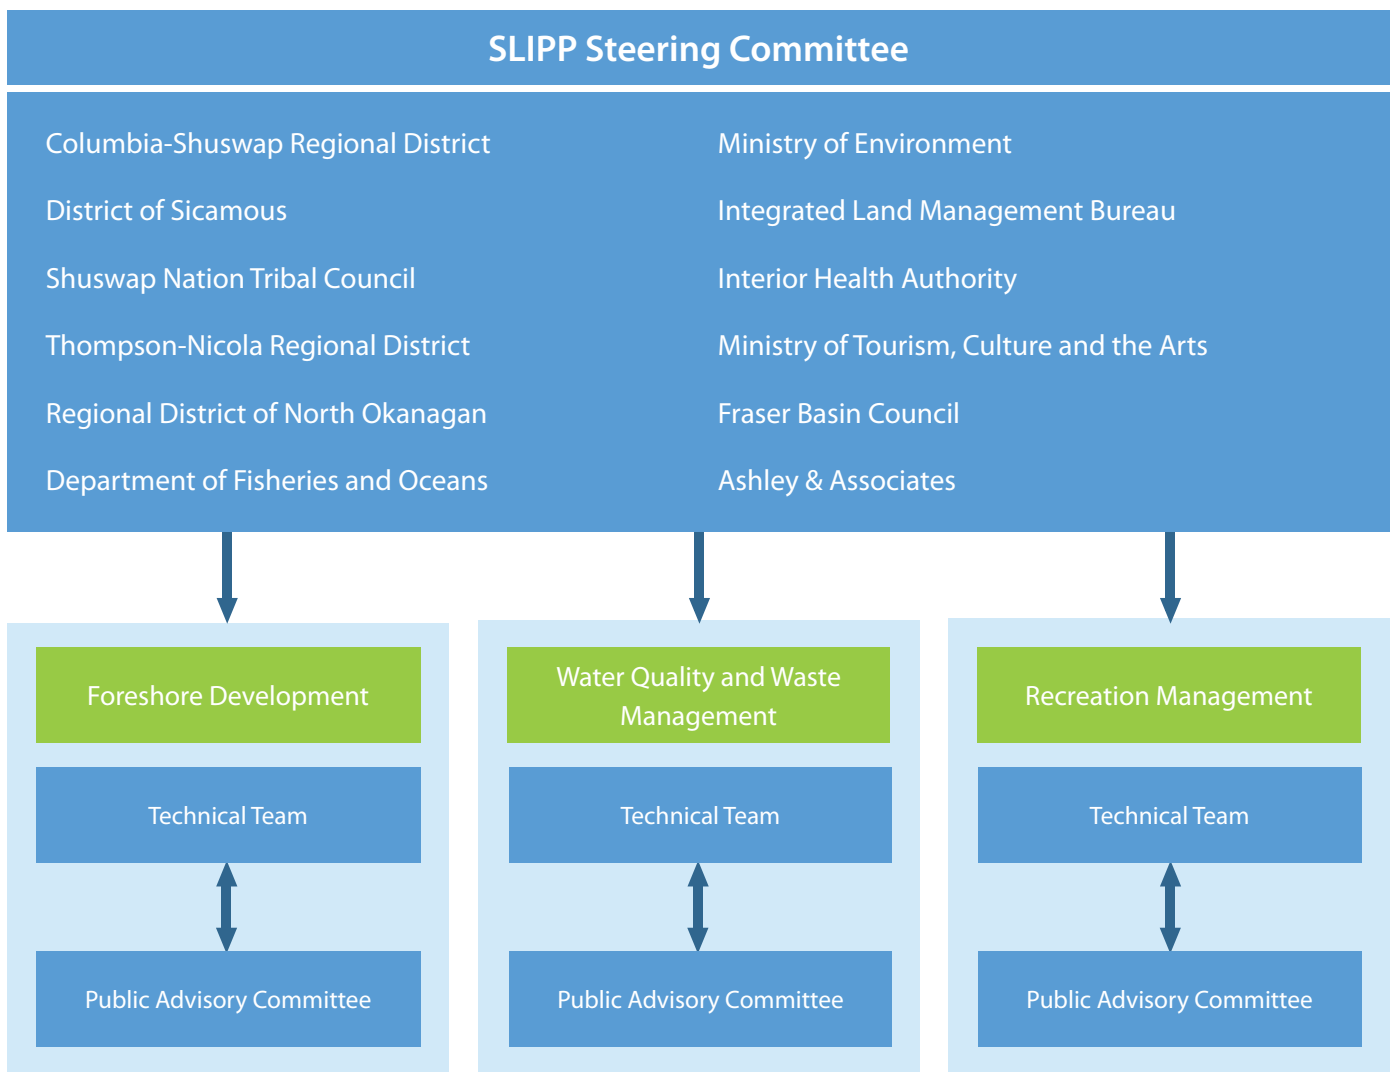 SLIPP Steering Committee
Columbia-Shuswap Regional District
District of Sicamous
Shuswap Nation Tribal Council
Thompson-Nicola Regional District
Regional District of North Okanagan
Department of Fisheries and Oceans
Ministry of Environment
Integrated Land Management Bureau
Interior Health Authority
Ministry of Tourism, Culture and the Arts
Fraser Basin Council
Ashley & Associates
Foreshore Development
Technical Team
Public Advisory Committee
Water Quality and Waste
Management
Technical Team
Public Advisory Committee
Recreation Management
Technical Team
Public Advisory Committee